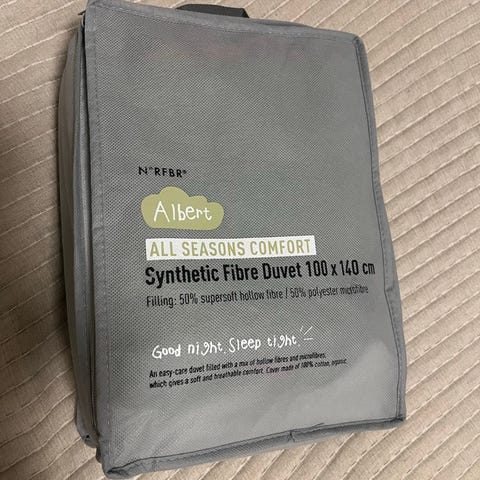 N°RFBR®
Albert
ALL SEASONS COMFORT
Synthetic Fibre Duvet 100 x 140 cm
Filling: 50% supersoft hollow fibre / 50% polyester microfibre
Good night, Sleep tight.
An easy-care duvet filled with a mix of hollow fibres and microfibres,
which gives a soft and breathable comfort. Cover made of 100% cotton, organic.